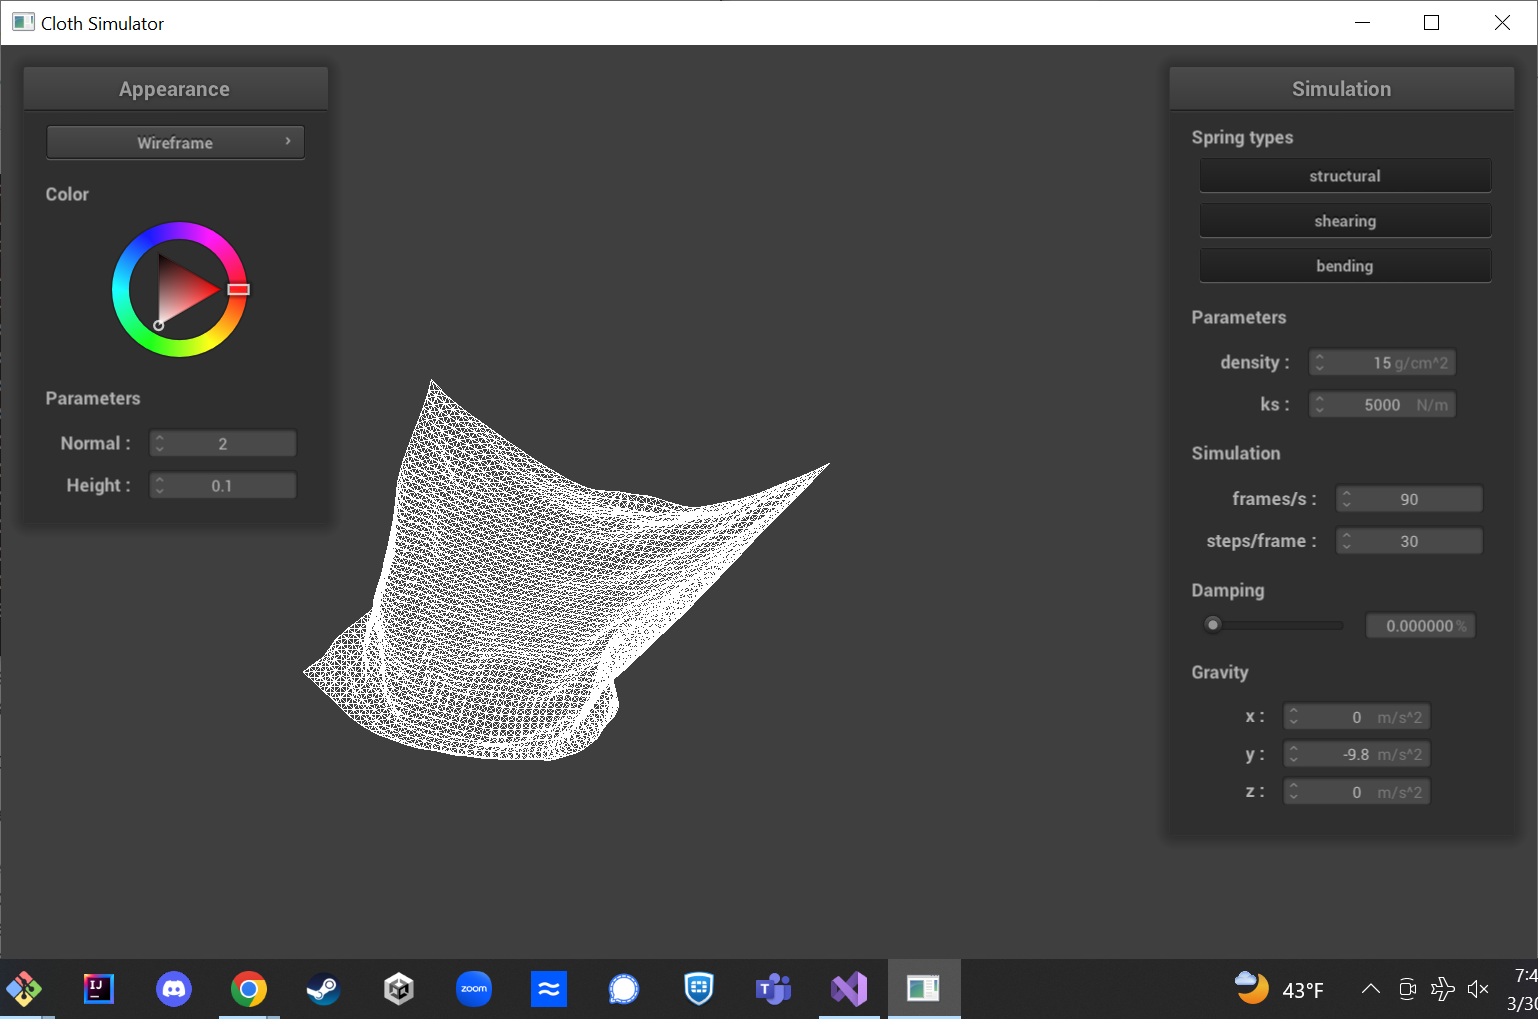 Cloth Simulator
Appearance
Wireframe
Color
Parameters
Normal : 2
Height : 0.1
Simulation
Spring types
structural
shearing
bending
Parameters
density : 15 g/cm^2
ks : 5000 N/m
Simulation
frames/s : 90
steps/frame : 30
Damping
0.000000 %
Gravity
x : 0 m/s^2
y : -9.8 m/s^2
z : 0 m/s^2
IJ
zoom
T
43°F
7:4
3/30